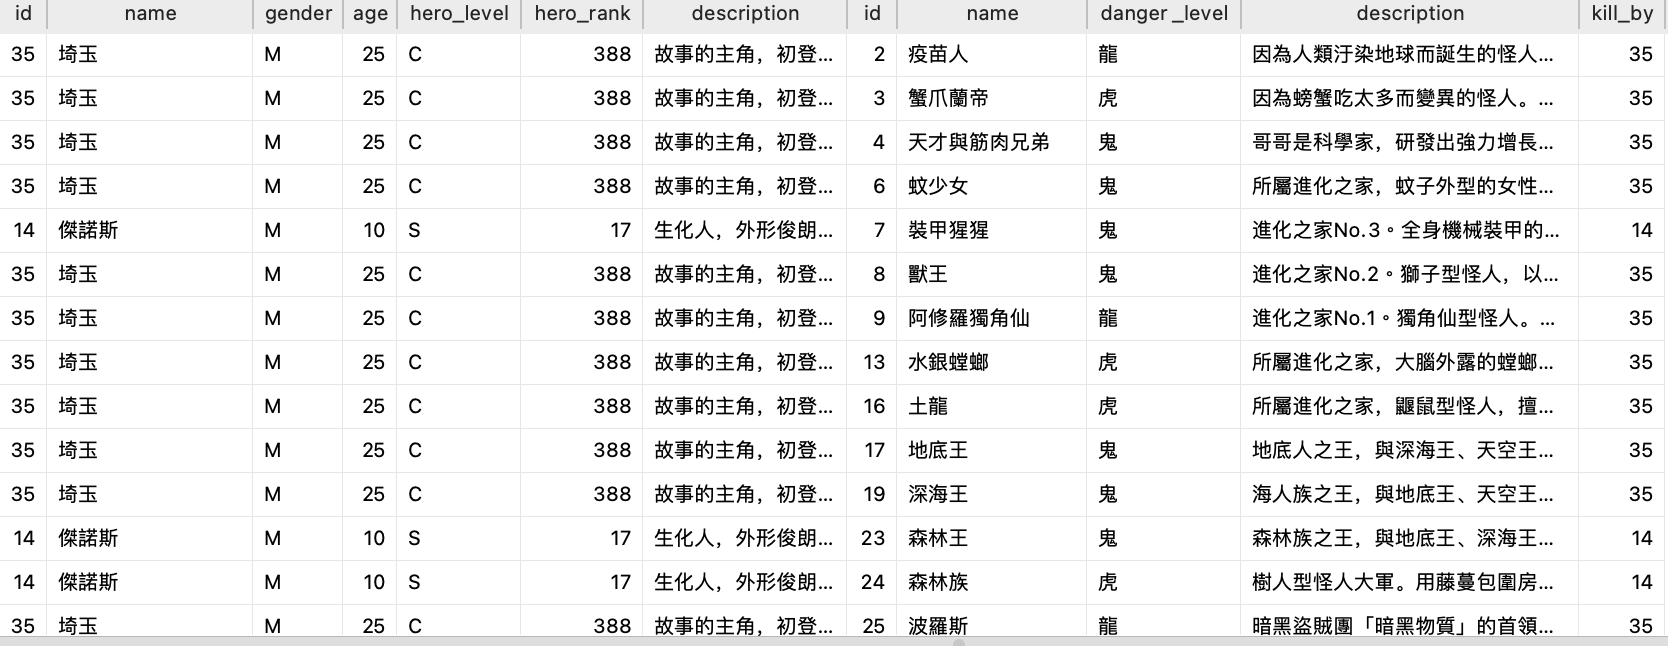 id name gender age hero_level hero_rank description id name danger_level description kill_by
35 埼玉 M 25 C 388 故事的主角，初登... 2 疫苗人 龍 因為人類汙染地球而誕生的怪人... 35
35 埼玉 M 25 C 388 故事的主角，初登... 3 蟹爪蘭帝 虎 因為螃蟹吃太多而變異的怪人。... 35
35 埼玉 M 25 C 388 故事的主角，初登... 4 天才與筋肉兄弟 鬼 哥哥是科學家，研發出強力增長... 35
35 埼玉 M 25 C 388 故事的主角，初登... 6 蚊少女 鬼 所屬進化之家，蚊子外型的女性... 35
14 傑諾斯 M 10 S 17 生化人，外形俊朗... 7 裝甲猩猩 鬼 進化之家No.3。全身機械裝甲的... 14
35 埼玉 M 25 C 388 故事的主角，初登... 8 獸王 鬼 進化之家No.2。獅子型怪人，以... 35
35 埼玉 M 25 C 388 故事的主角，初登... 9 阿修羅獨角仙 龍 進化之家No.1。獨角仙型怪人。... 35
35 埼玉 M 25 C 388 故事的主角，初登... 13 水銀螳螂 虎 所屬進化之家，大腦外露的螳螂... 35
35 埼玉 M 25 C 388 故事的主角，初登... 16 土龍 虎 所屬進化之家，鼴鼠型怪人，擅... 35
35 埼玉 M 25 C 388 故事的主角，初登... 17 地底王 鬼 地底人之王，與深海王、天空王... 35
35 埼玉 M 25 C 388 故事的主角，初登... 19 深海王 鬼 海人族之王，與地底王、天空王... 35
14 傑諾斯 M 10 S 17 生化人，外形俊朗... 23 森林王 鬼 森林族之王，與地底王、深海王... 14
14 傑諾斯 M 10 S 17 生化人，外形俊朗... 24 森林族 虎 樹人型怪人大軍。用藤蔓包圍房... 14
35 埼玉 M 25 C 388 故事的主角，初登... 25 波羅斯 龍 暗黑盜賊團「暗黑物質」的首領... 35